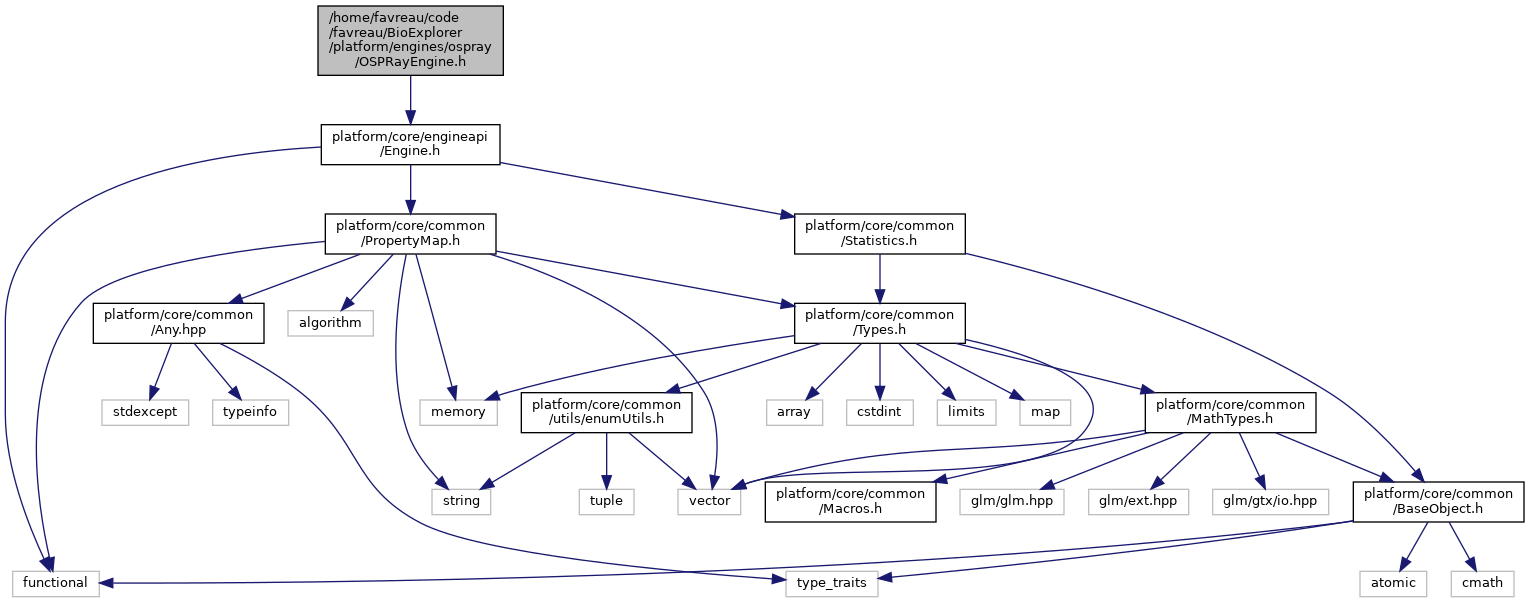 /home/favreau/code
/favreau/BioExplorer
/platform/engines/ospray
/OSPRayEngine.h
platform/core/engineapi
/Engine.h
platform/core/common
/PropertyMap.h
platform/core/common
/Statistics.h
platform/core/common
/Any.hpp
algorithm
platform/core/common
/Types.h
stdexcept
typeinfo
memory
platform/core/common
/utils/enumUtils.h
array
cstdint
limits
map
platform/core/common
/MathTypes.h
string
tuple
vector
platform/core/common
/Macros.h
glm/glm.hpp
glm/ext.hpp
glm/gtx/io.hpp
platform/core/common
/BaseObject.h
functional
type_traits
atomic
cmath